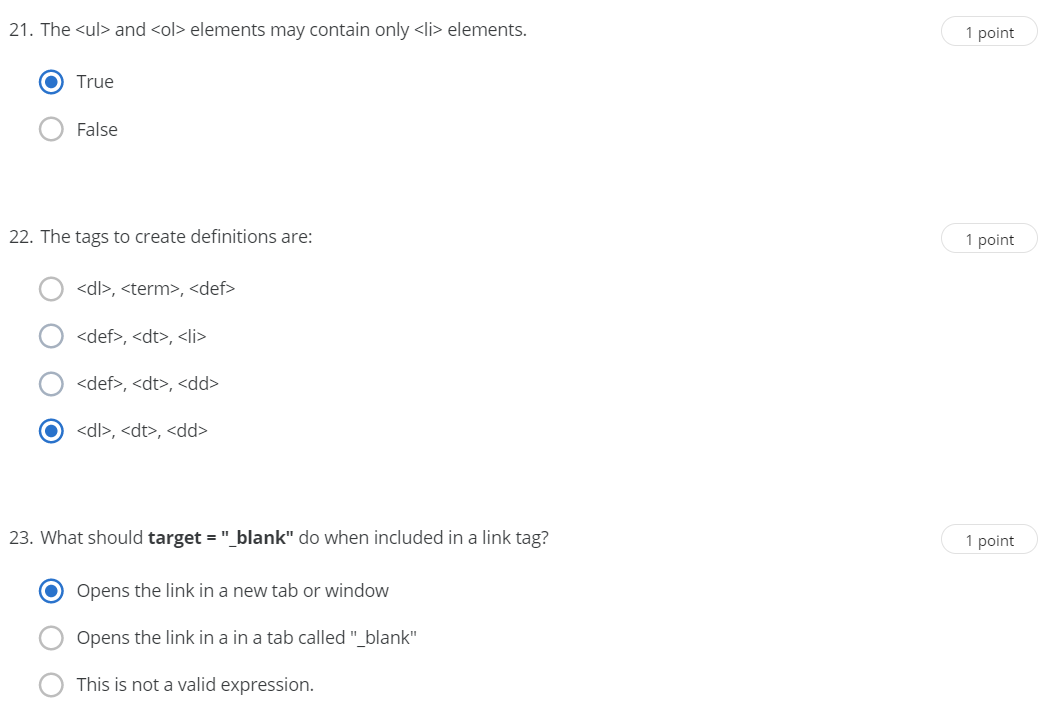 21. The <ul> and <ol> elements may contain only <li> elements. 1 point
True
False
22. The tags to create definitions are: 1 point
<dl>, <term>, <def>
<def>, <dt>, <li>
<def>, <dt>, <dd>
<dl>, <dt>, <dd>
23. What should target = "_blank" do when included in a link tag? 1 point
Opens the link in a new tab or window
Opens the link in a in a tab called "_blank"
This is not a valid expression.